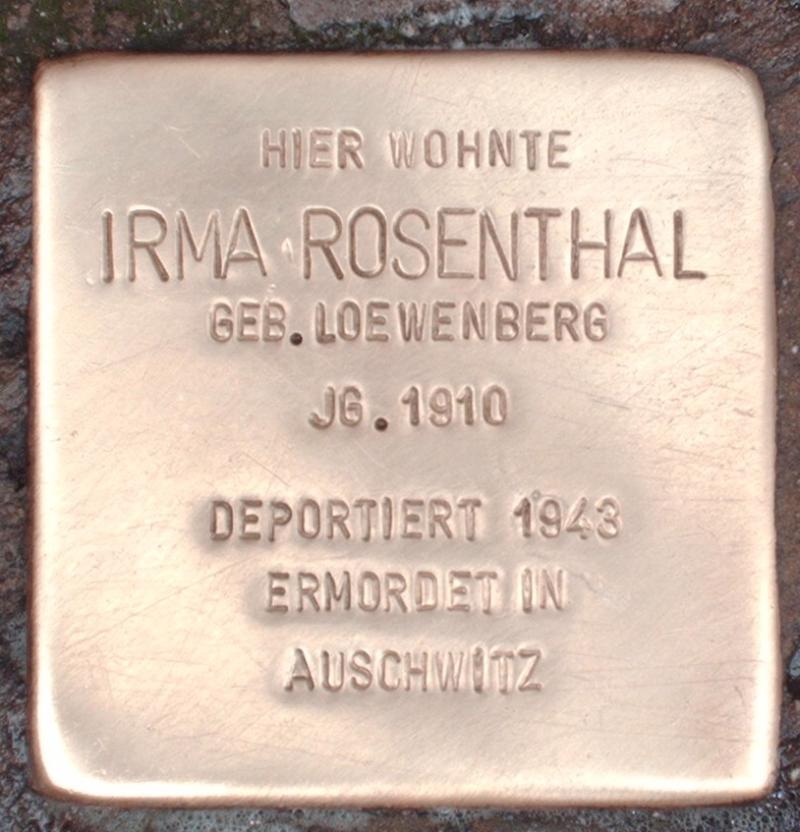 HIER WOHNTE
IRMA ROSENTHAL
GEB. LOEWENBERG
JG. 1910
DEPORTIERT 1943
ERMORDET IN
AUSCHWITZ